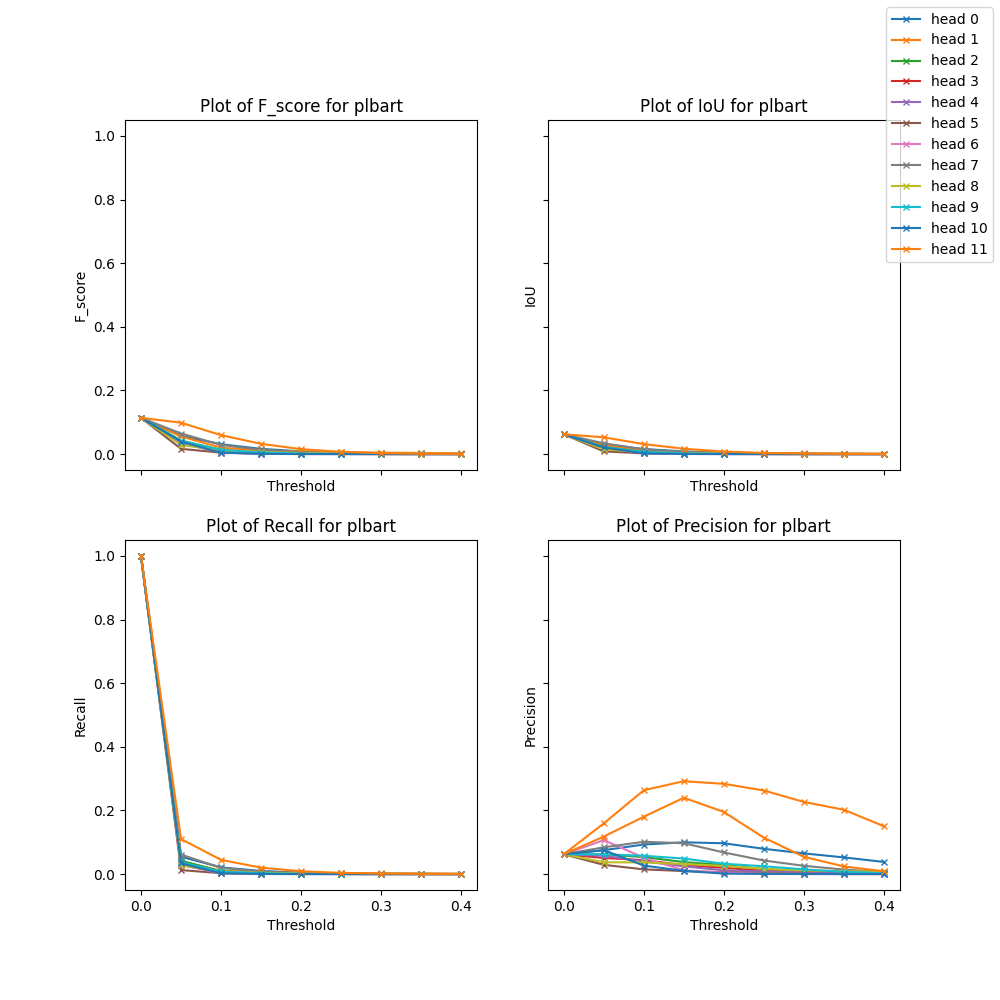 head 0
head 1
head 2
head 3
head 4
head 5
head 6
head 7
head 8
head 9
head 10
head 11
Plot of F_score for plbart
1.0
0.8
0.6
0.4
0.2
0.0
F_score
Threshold
Plot of IoU for plbart
IoU
Threshold
Plot of Recall for plbart
1.0
0.8
0.6
0.4
0.2
0.0
Recall
0.0 0.1 0.2 0.3 0.4
Threshold
Plot of Precision for plbart
Precision
0.0 0.1 0.2 0.3 0.4
Threshold